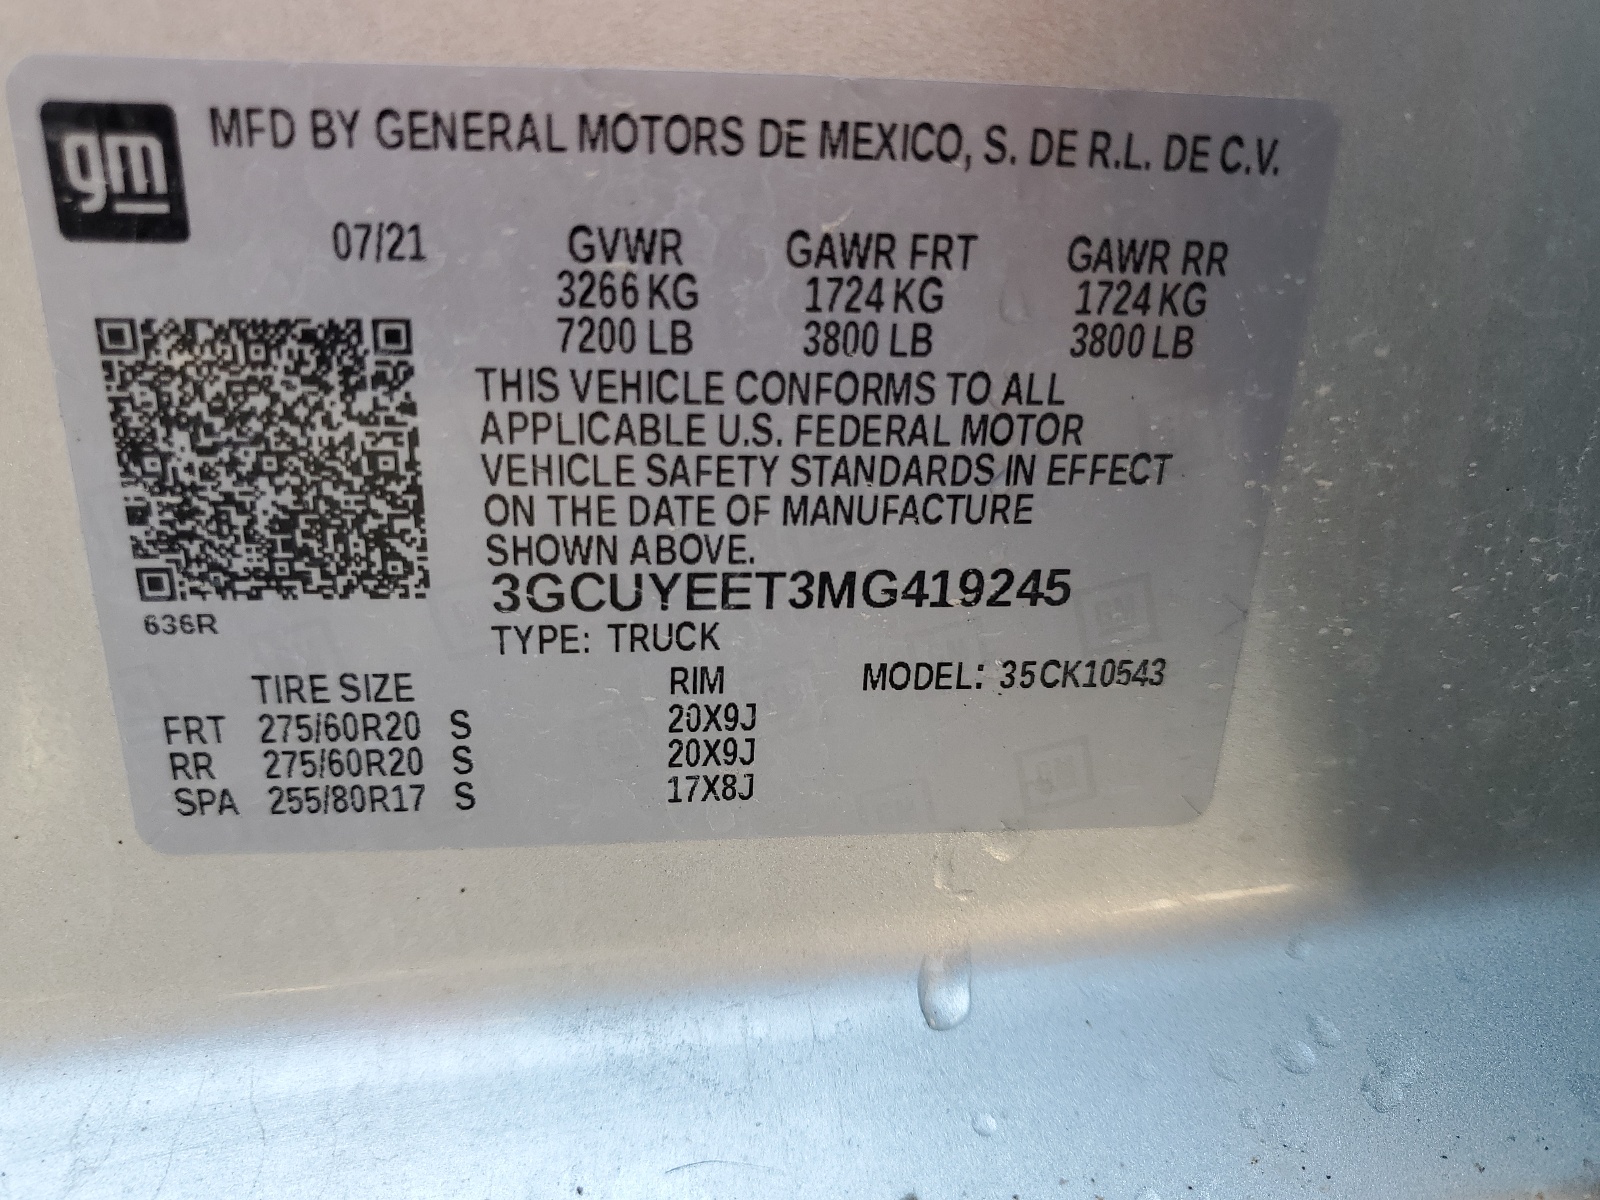 gm
MFD BY GENERAL MOTORS DE MEXICO, S. DE R.L. DE C.V.
07/21 GVWR GAWR FRT GAWR RR
3266 KG 1724 KG 1724 KG
7200 LB 3800 LB 3800 LB
THIS VEHICLE CONFORMS TO ALL
APPLICABLE U.S. FEDERAL MOTOR
VEHICLE SAFETY STANDARDS IN EFFECT
ON THE DATE OF MANUFACTURE
SHOWN ABOVE.
3GCUYEET3MG419245
636R
TYPE: TRUCK
TIRE SIZE RIM MODEL: 35CK10543
FRT 275/60R20 S 20X9J
RR 275/60R20 S 20X9J
SPA 255/80R17 S 17X8J